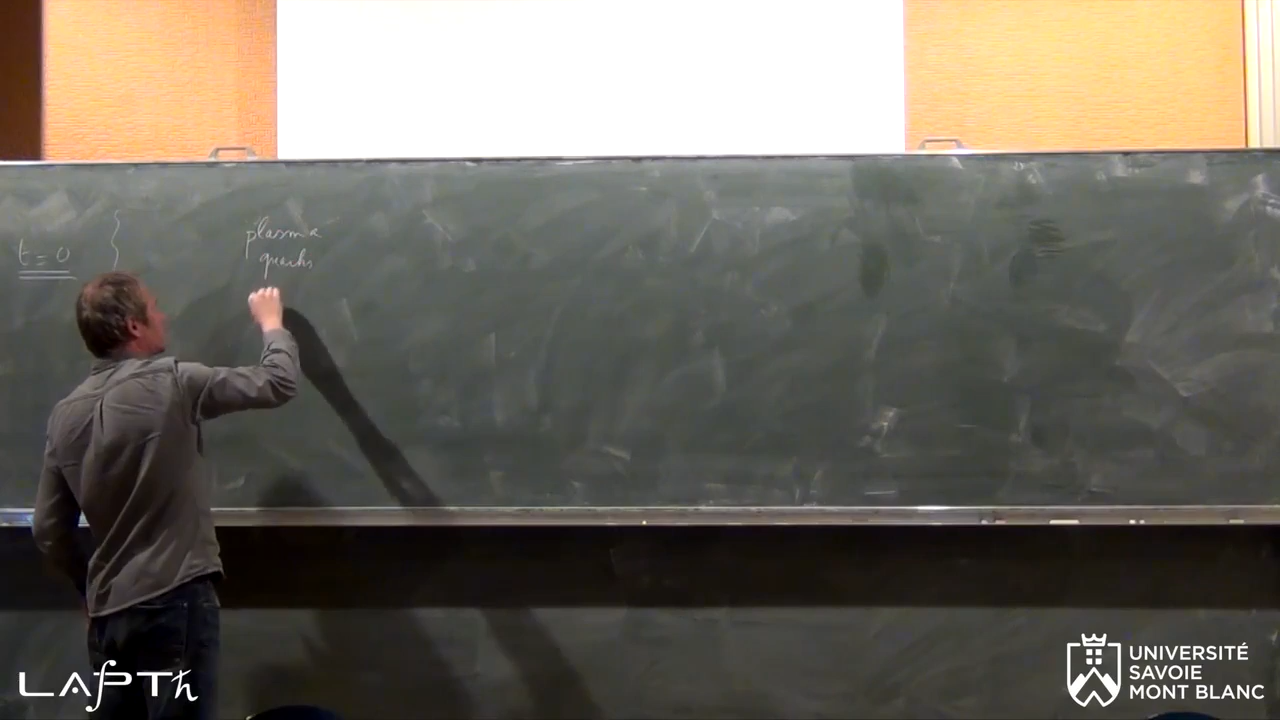 t = 0 }
plasma
quarks
LAPTh
UNIVERSITÉ
SAVOIE
MONT BLANC